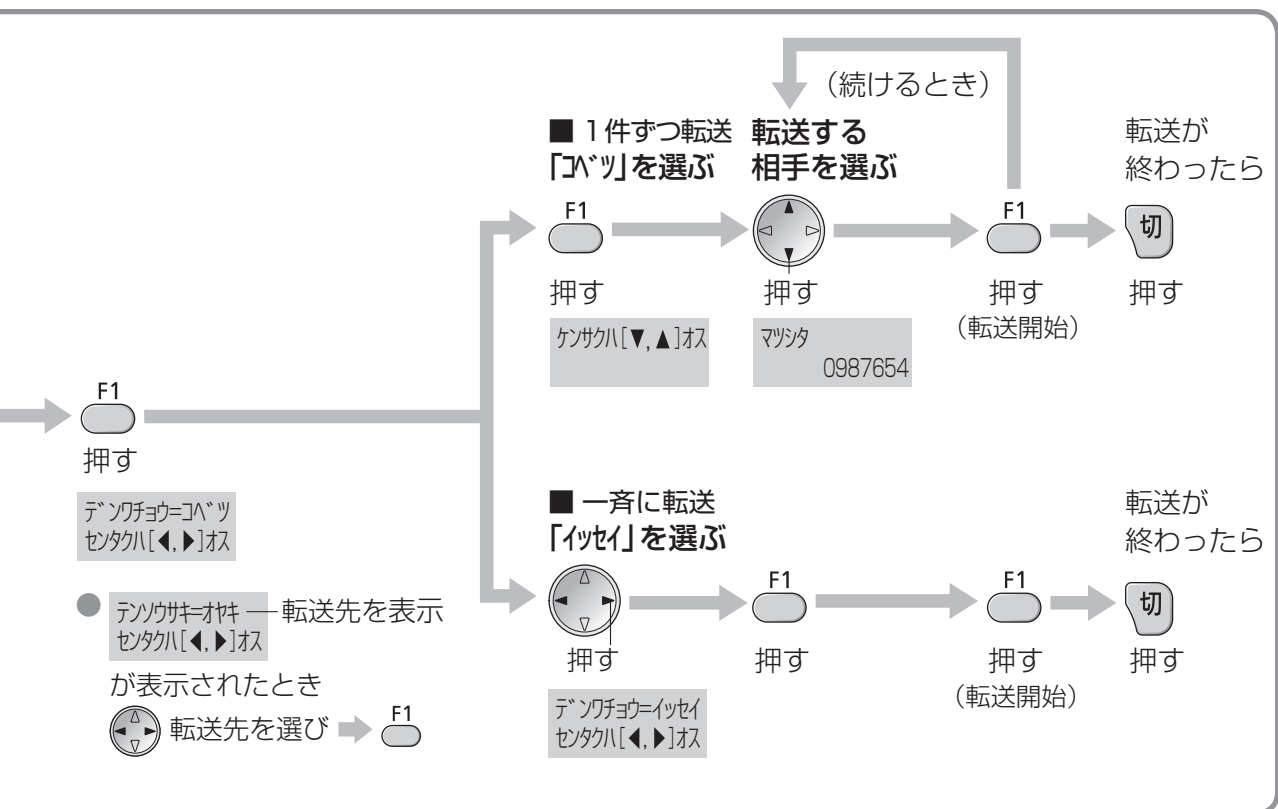 F1
押す
デンワチョウ=コベツ
センタクハ[◀,▶]オス
● テンソウサキ=オヤキ
センタクハ[◀,▶]オス
転送先を表示
が表示されたとき
転送先を選び F1
■ 1件ずつ転送
「コベツ」を選ぶ
F1
押す
ケンサクハ[▼,▲]オス
転送する
相手を選ぶ
押す
マツシタ
0987654
(続けるとき)
F1
押す
(転送開始)
転送が
終わったら
切
押す
■ 一斉に転送
「イッセイ」を選ぶ
押す
デンワチョウ=イッセイ
センタクハ[◀,▶]オス
F1
押す
F1
押す
(転送開始)
転送が
終わったら
切
押す